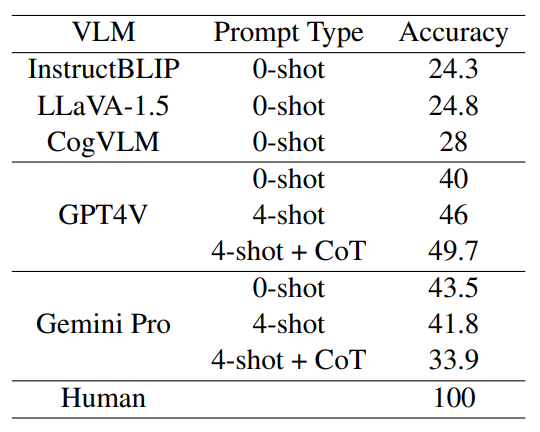 VLM Prompt Type Accuracy
InstructBLIP 0-shot 24.3
LLaVA-1.5 0-shot 24.8
CogVLM 0-shot 28
0-shot 40
GPT4V 4-shot 46
4-shot + CoT 49.7
0-shot 43.5
Gemini Pro 4-shot 41.8
4-shot + CoT 33.9
Human 100